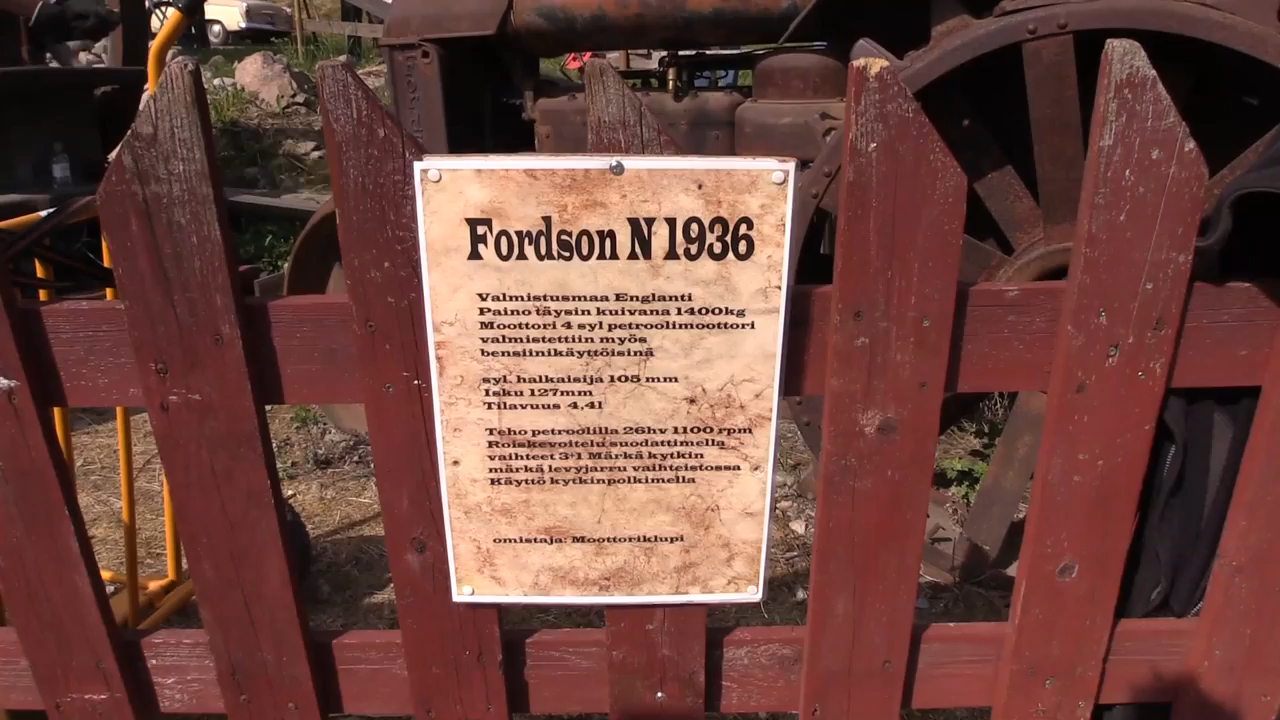 Fordson N 1936
Valmistusmaa Englanti
Paino täysin kuivana 1400kg
Moottori 4 syl petroolimoottori
valmistettiin myös
bensiinikäyttöisinä
syl. halkaisija 105 mm
Isku 127mm
Tilavuus 4,4l
Teho petroolilla 26hv 1100 rpm
Roiskevoitelu suodattimella
vaihteet 3+1 Märkä kytkin
märkä levyjarru vaihteistossa
Käyttö kytkinpolkimella
omistaja: Moottoriklupi